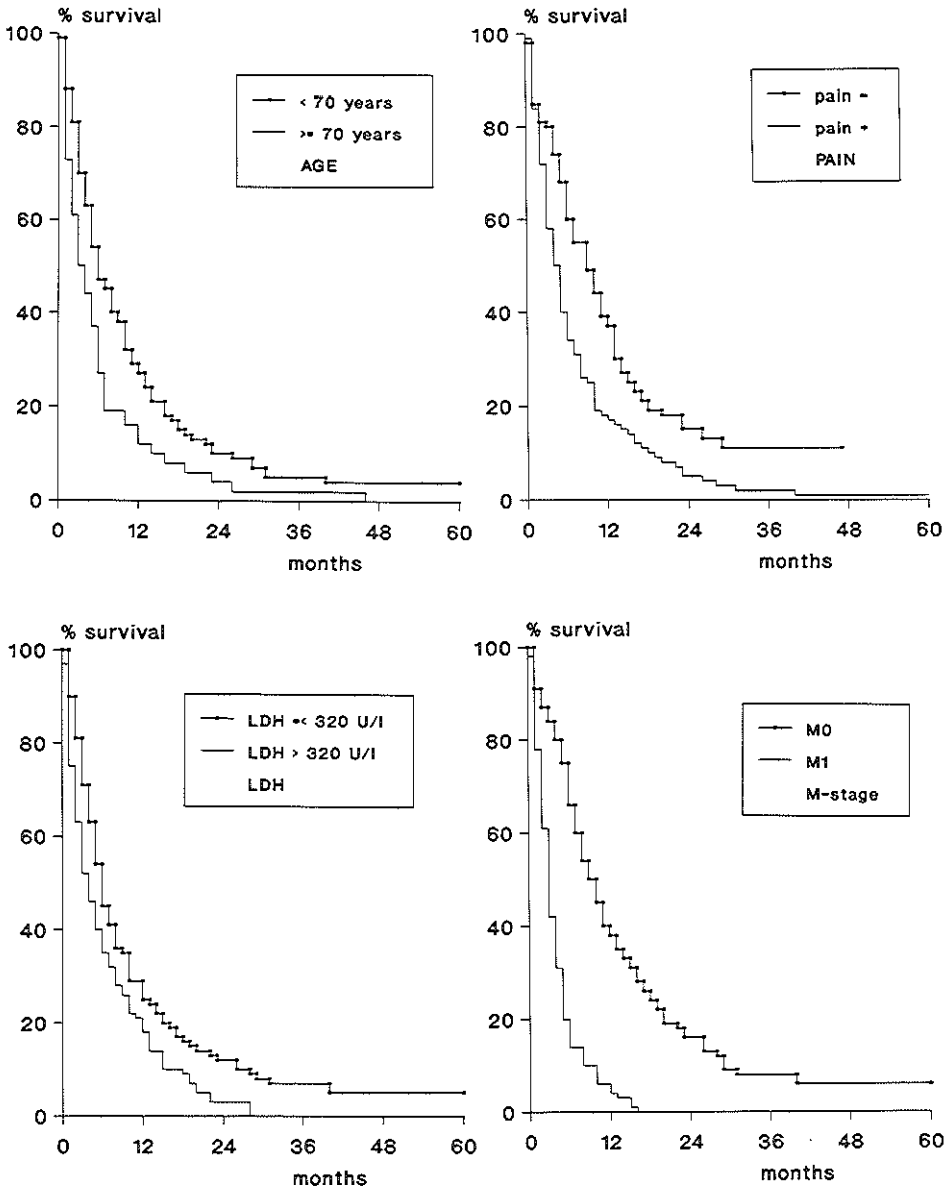 % survival
100
80
60
40
20
0
< 70 years
>= 70 years
AGE
0 12 24 36 48 60
months
% survival
100
80
60
40
20
0
pain -
pain +
PAIN
0 12 24 36 48 60
months
% survival
100
80
60
40
20
0
LDH =< 320 U/l
LDH > 320 U/l
LDH
0 12 24 36 48 60
months
% survival
100
80
60
40
20
0
M0
M1
M-stage
0 12 24 36 48 60
months